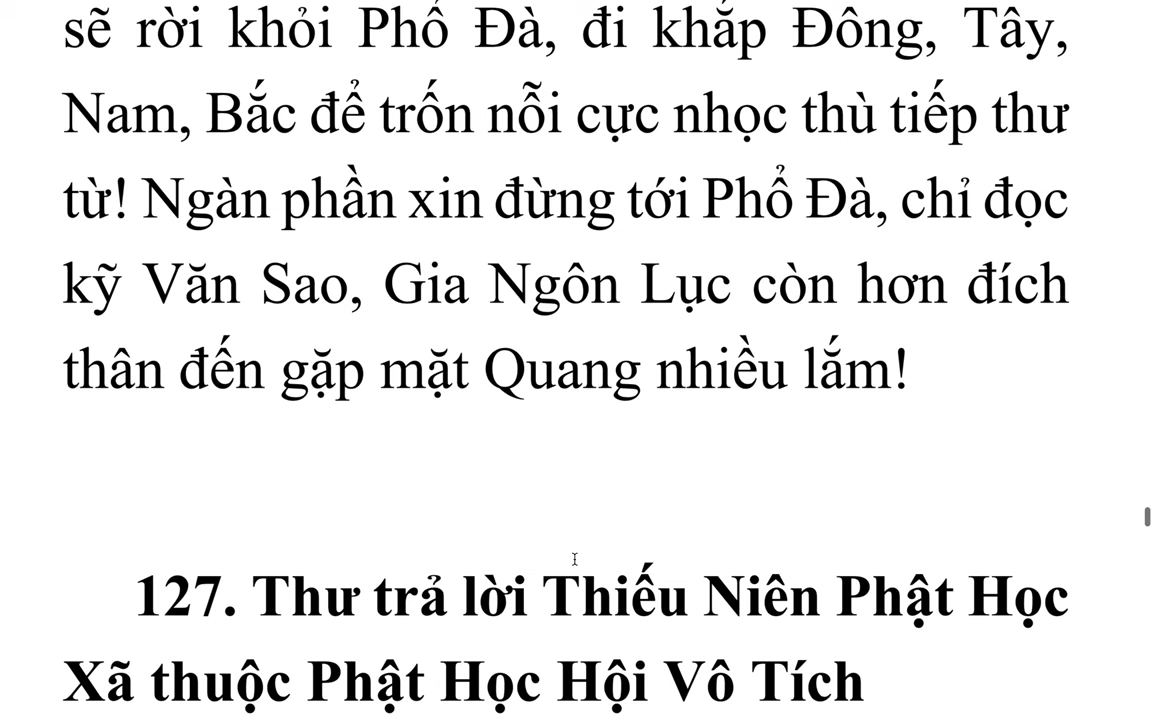 sẽ rời khỏi Phổ Đà, đi khắp Đông, Tây,
Nam, Bắc để trốn nỗi cực nhọc thù tiếp thư
từ! Ngàn phần xin đừng tới Phổ Đà, chỉ đọc
kỹ Văn Sao, Gia Ngôn Lục còn hơn đích
thân đến gặp mặt Quang nhiều lắm!
127. Thư trả lời Thiếu Niên Phật Học
Xã thuộc Phật Học Hội Vô Tích